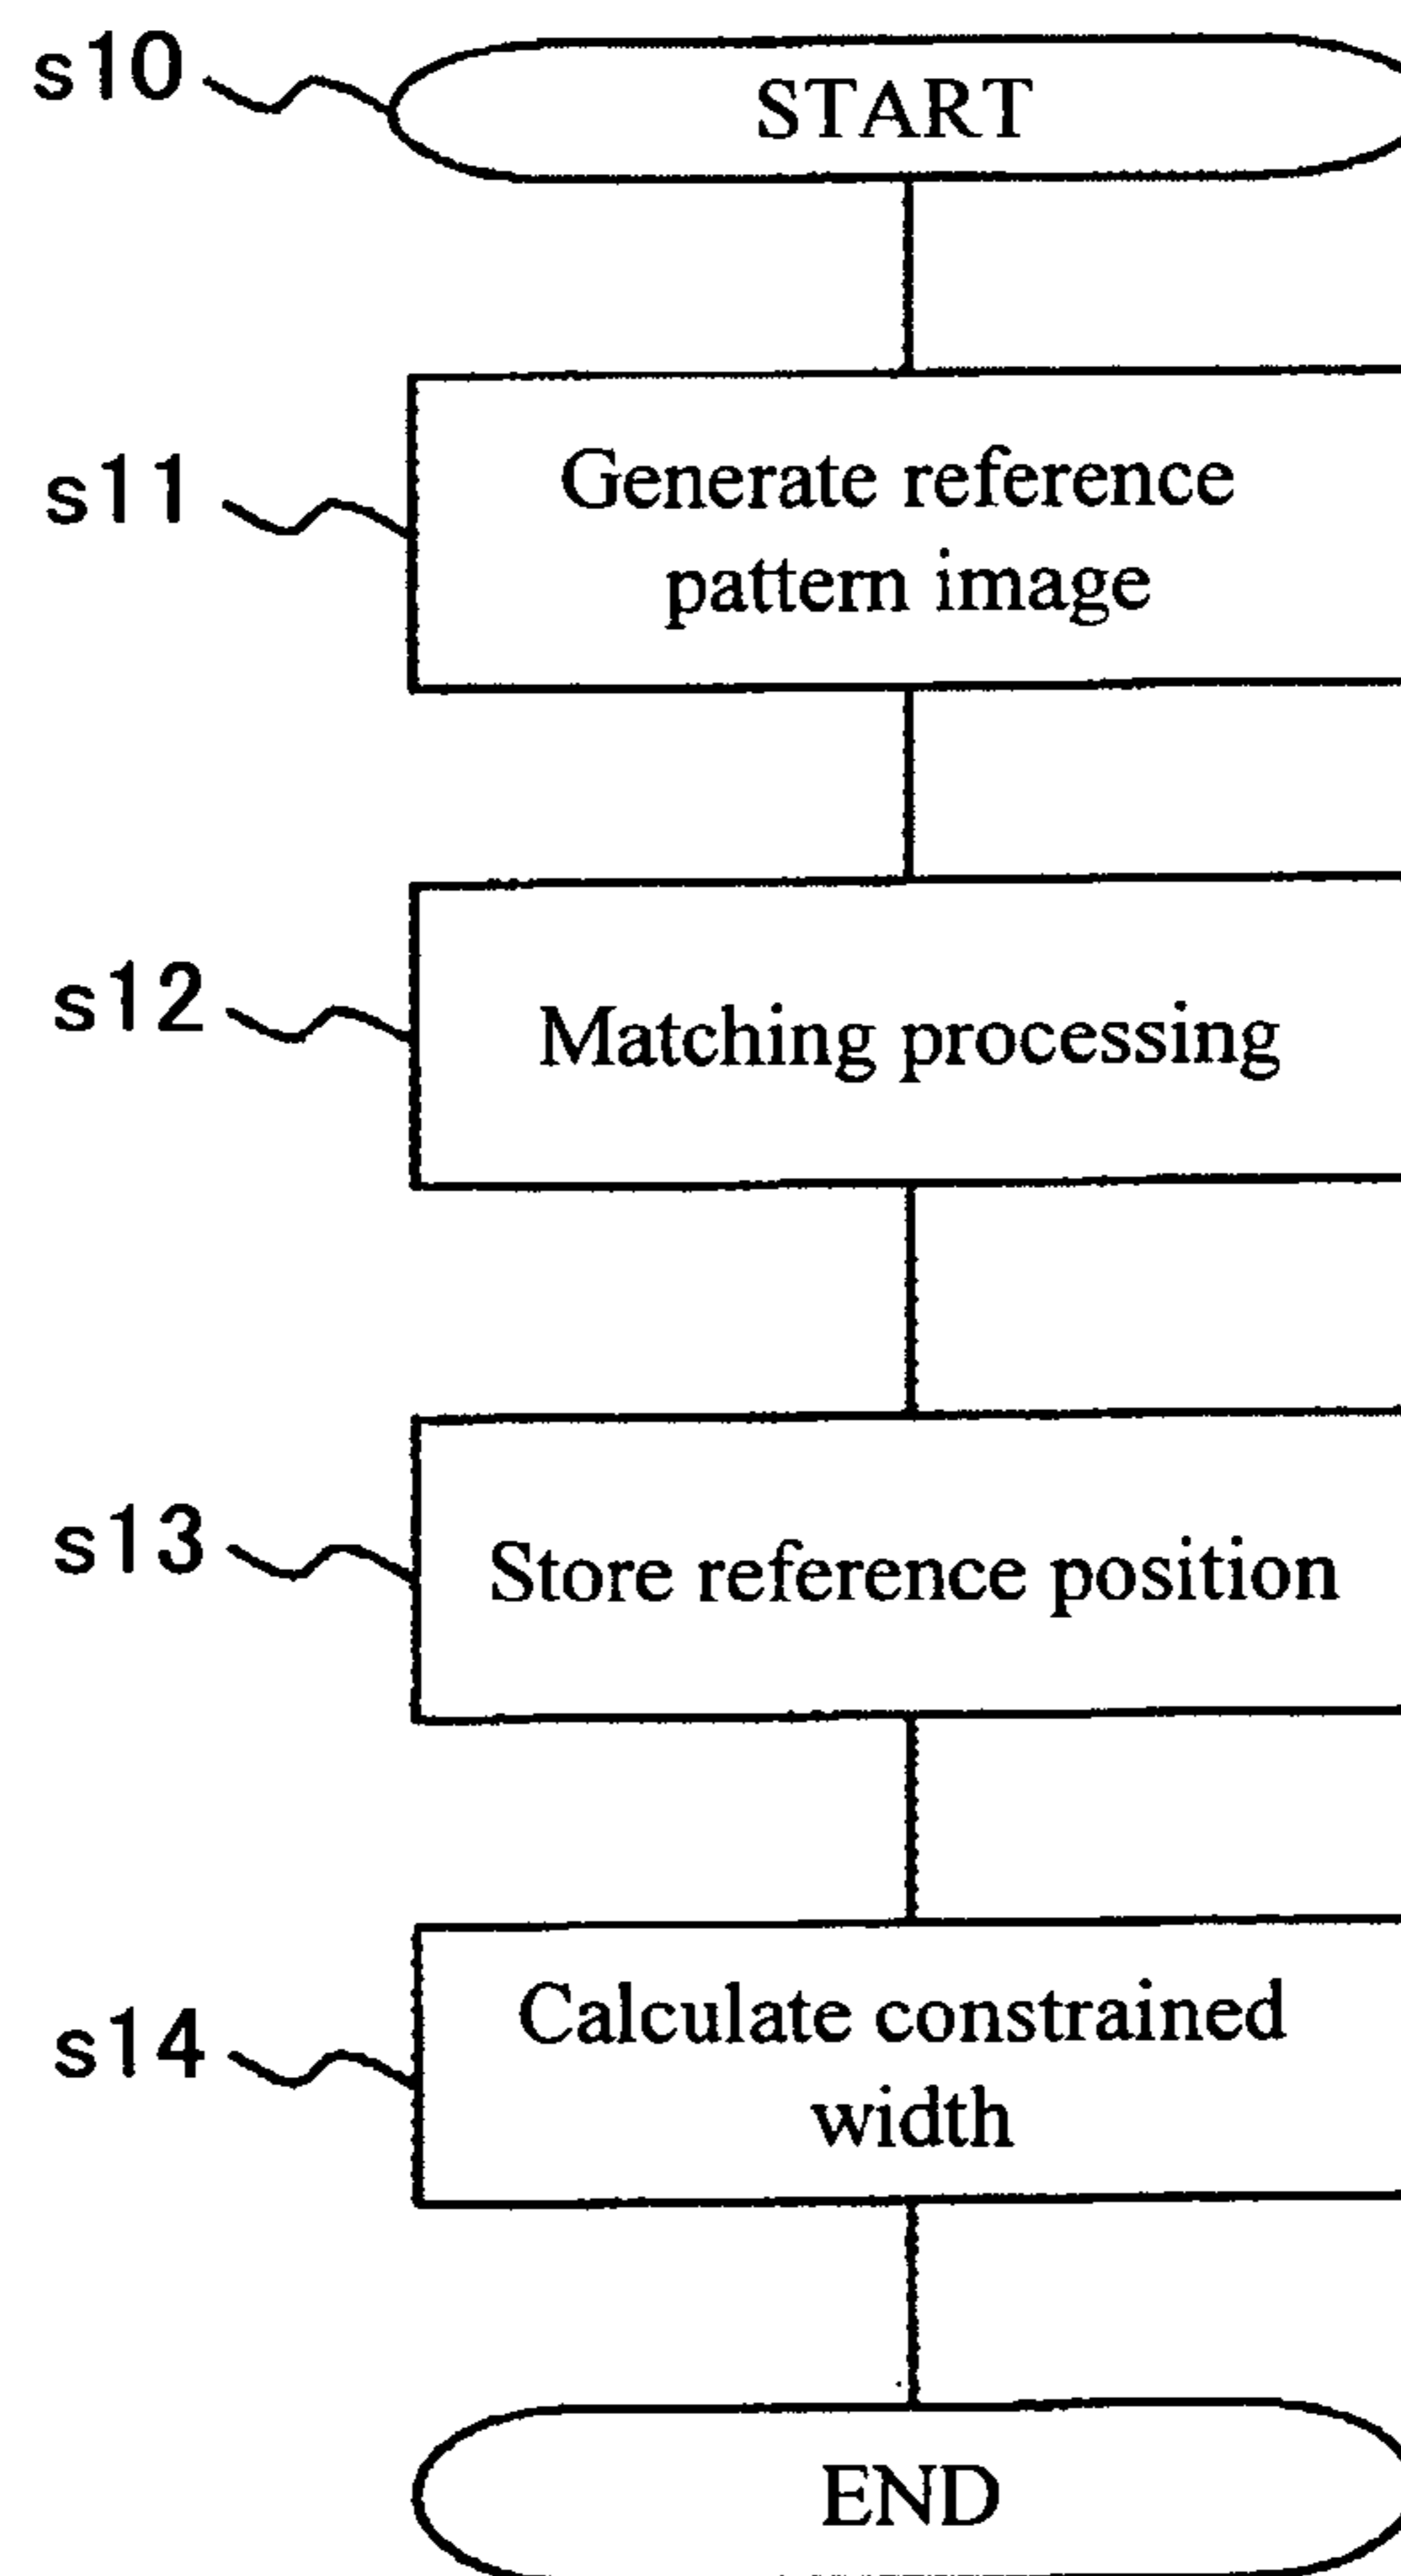 s10
START
s11
Generate reference
pattern image
s12
Matching processing
s13
Store reference position
s14
Calculate constrained
width
END